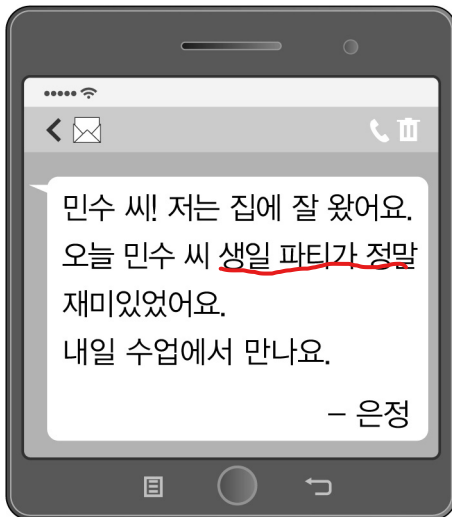 민수 씨! 저는 집에 잘 왔어요.
오늘 민수 씨 생일 파티가 정말
재미있었어요.
내일 수업에서 만나요.
– 은정